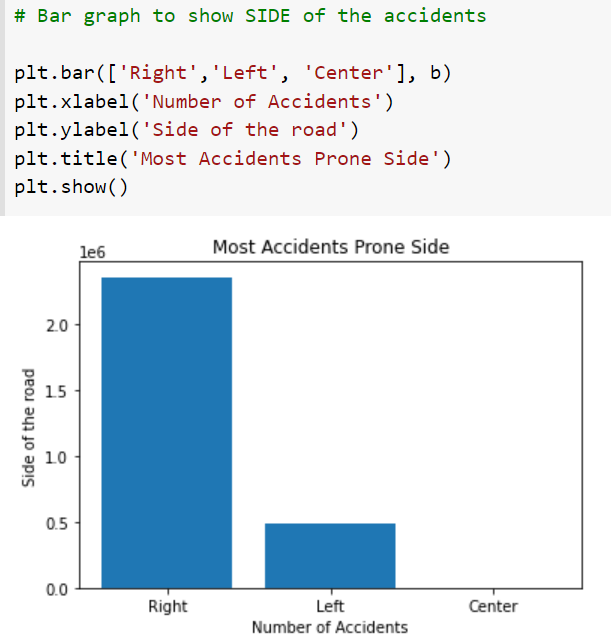 # Bar graph to show SIDE of the accidents
plt.bar(['Right','Left', 'Center'], b)
plt.xlabel('Number of Accidents')
plt.ylabel('Side of the road')
plt.title('Most Accidents Prone Side')
plt.show()
Most Accidents Prone Side
1e6
2.0
1.5
1.0
0.5
0.0
Side of the road
Right Left Center
Number of Accidents